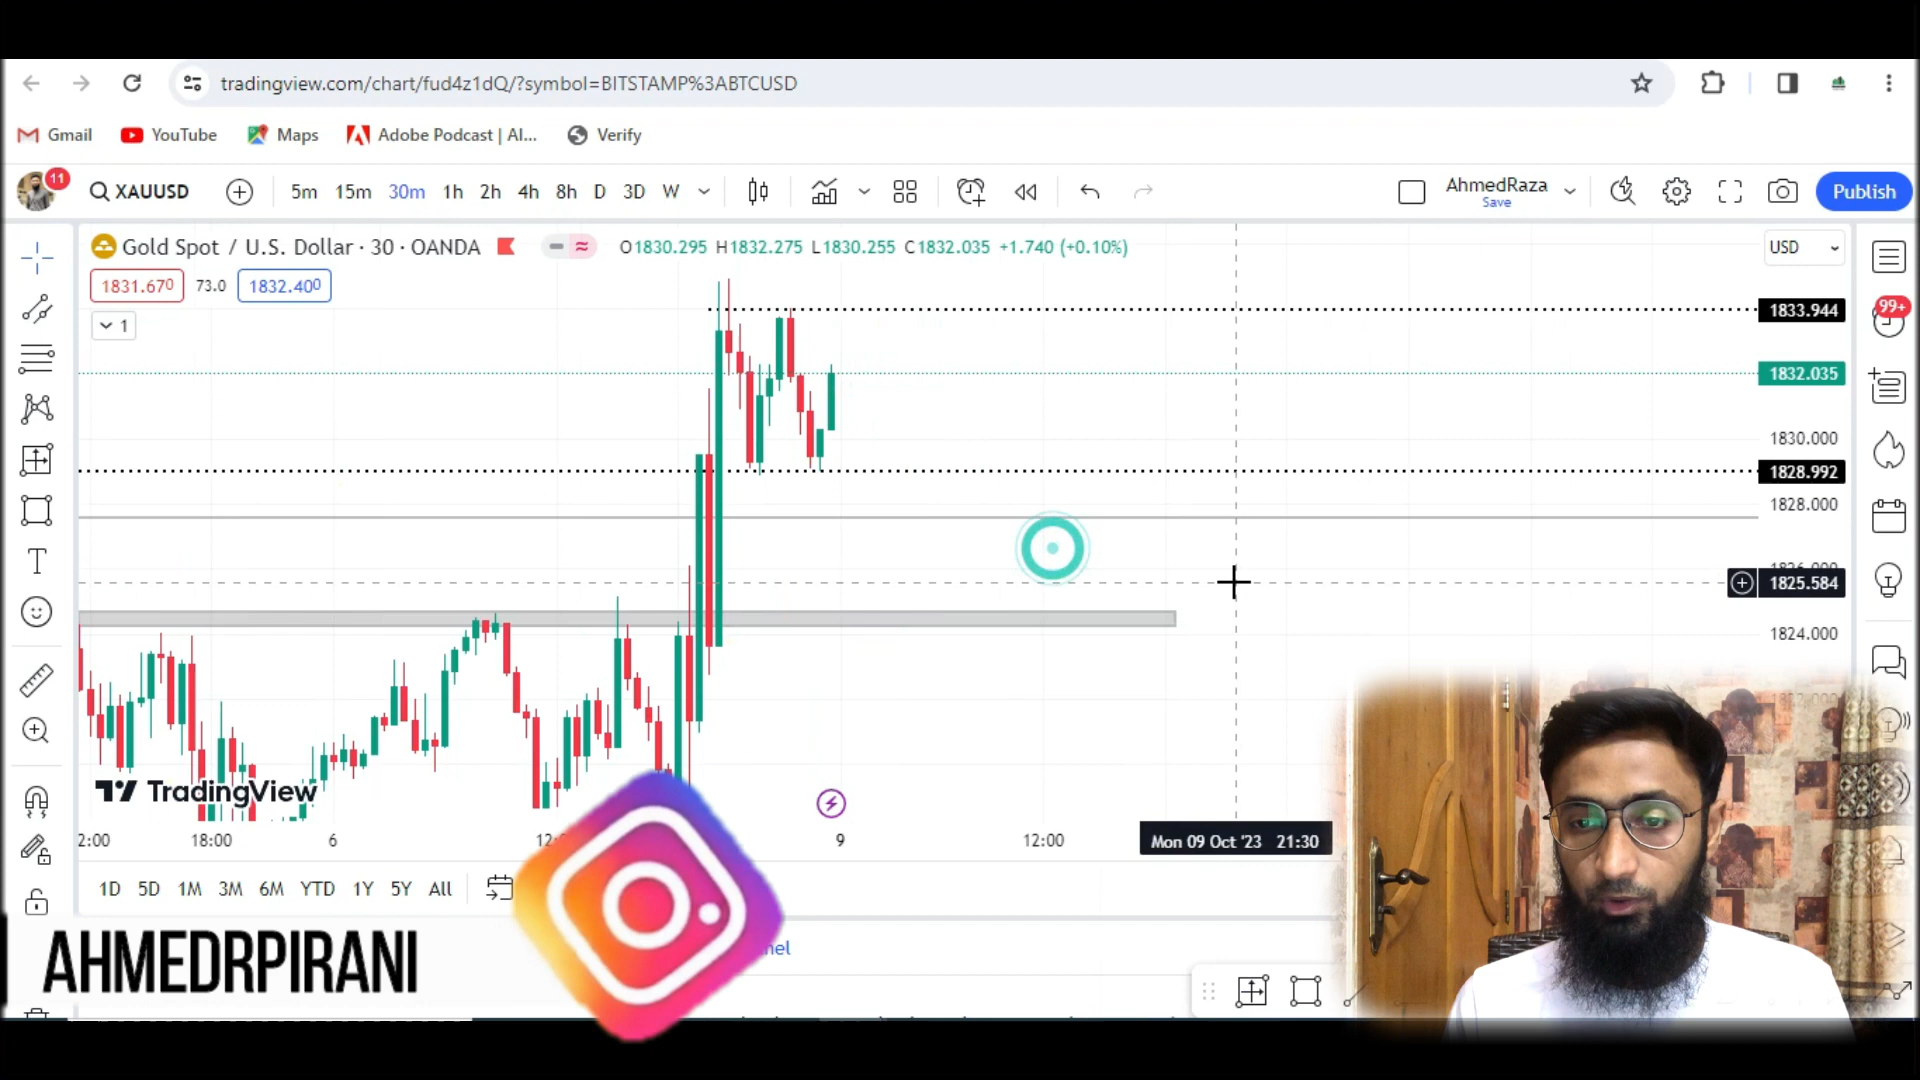 tradingview.com/chart/fud4z1dQ/?symbol=BITSTAMP%3ABTCUSD
Gmail YouTube Maps Adobe Podcast | AI... Verify
11 XAUUSD 5m 15m 30m 1h 2h 4h 8h D 3D W AhmedRaza Save Publish
Gold Spot / U.S. Dollar · 30 · OANDA O1830.295 H1832.275 L1830.255 C1832.035 +1.740 (+0.10%) USD
1831.670 73.0 1832.400
1
99+
1833.944
1832.035
1830.000
1828.992
1828.000
1825.584
1824.000
TradingView
2:00 18:00 6 9 12:00 Mon 09 Oct '23 21:30
1D 5D 1M 3M 6M YTD 1Y 5Y All
AHMEDRPIRANI